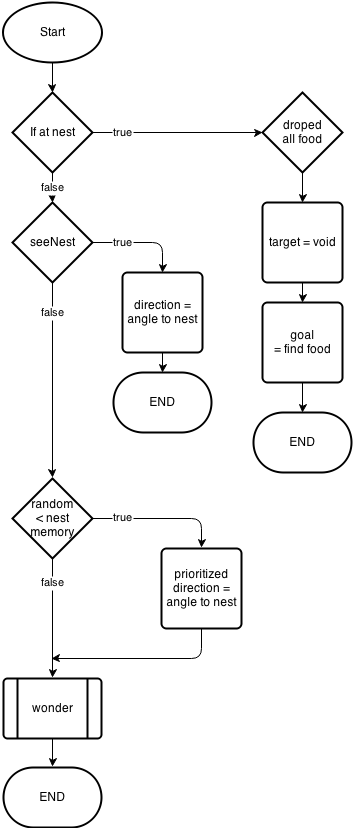 Start
If at nest
true
droped
all food
false
seeNest
true
target = void
direction =
angle to nest
false
goal
= find food
END
END
random
< nest
memory
true
prioritized
direction =
angle to nest
false
wonder
END